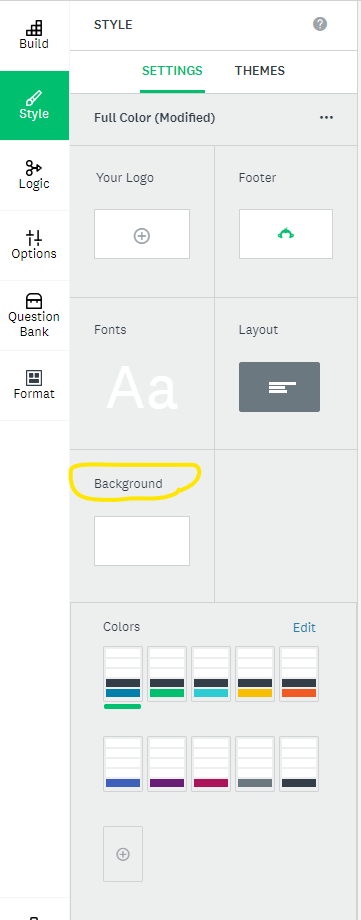 STYLE
?
Build
SETTINGS THEMES
Style
Full Color (Modified)
Logic
Your Logo Footer
Options
Question
Bank
Fonts Layout
Aa
Format
Background
Colors Edit